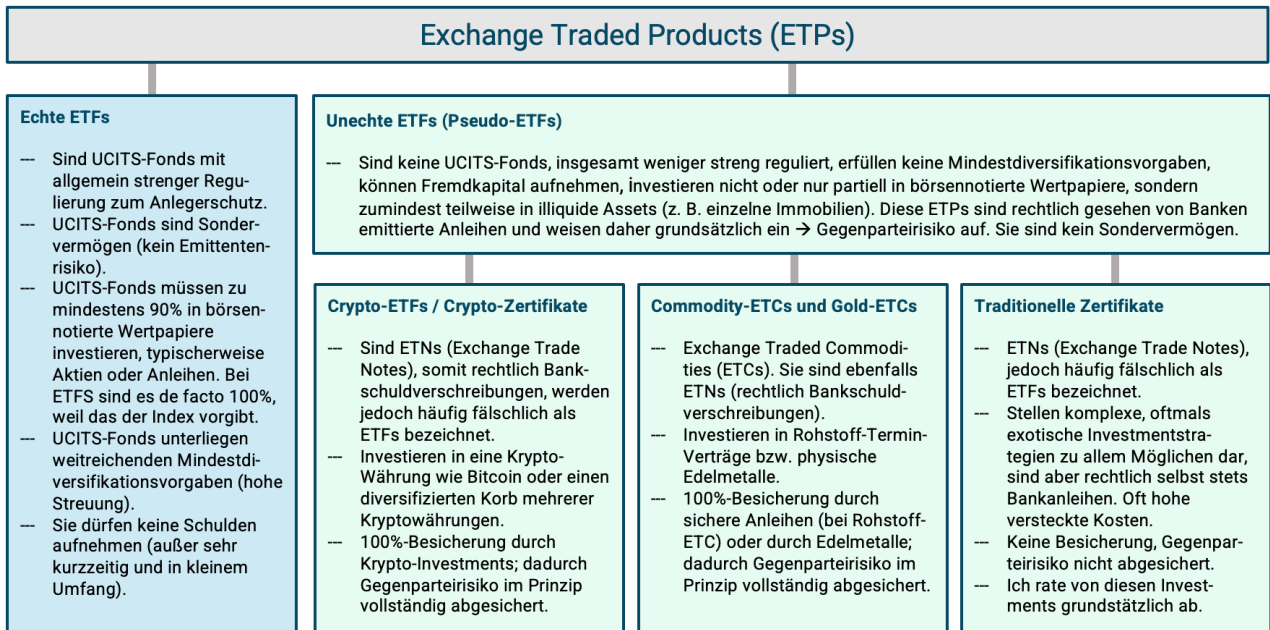 Exchange Traded Products (ETPs)
Echte ETFs
--- Sind UCITS-Fonds mit
allgemein strenger Regu-
lierung zum Anlegerschutz.
--- UCITS-Fonds sind Sonder-
vermögen (kein Emittenten-
risiko).
--- UCITS-Fonds müssen zu
mindestens 90% in börsen-
notierte Wertpapiere
investieren, typischerweise
Aktien oder Anleihen. Bei
ETFS sind es de facto 100%,
weil das der Index vorgibt.
--- UCITS-Fonds unterliegen
weitreichenden Mindestdi-
versifikationsvorgaben (hohe
Streuung).
--- Sie dürfen keine Schulden
aufnehmen (außer sehr
kurzzeitig und in kleinem
Umfang).
Unechte ETFs (Pseudo-ETFs)
--- Sind keine UCITS-Fonds, insgesamt weniger streng reguliert, erfüllen keine Mindestdiversifikationsvorgaben,
können Fremdkapital aufnehmen, investieren nicht oder nur partiell in börsennotierte Wertpapiere, sondern
zumindest teilweise in illiquide Assets (z. B. einzelne Immobilien). Diese ETPs sind rechtlich gesehen von Banken
emittierte Anleihen und weisen daher grundsätzlich ein → Gegenparteirisiko auf. Sie sind kein Sondervermögen.
Crypto-ETFs / Crypto-Zertifikate
--- Sind ETNs (Exchange Trade
Notes), somit rechtlich Bank-
schuldverschreibungen, werden
jedoch häufig fälschlich als
ETFs bezeichnet.
--- Investieren in eine Krypto-
Währung wie Bitcoin oder einen
diversifizierten Korb mehrerer
Kryptowährungen.
--- 100%-Besicherung durch
Krypto-Investments; dadurch
Gegenparteirisiko im Prinzip
vollständig abgesichert.
Commodity-ETCs und Gold-ETCs
--- Exchange Traded Commodi-
ties (ETCs). Sie sind ebenfalls
ETNs (rechtlich Bankschuld-
verschreibungen).
--- Investieren in Rohstoff-Termin-
Verträge bzw. physische
Edelmetalle.
--- 100%-Besicherung durch
sichere Anleihen (bei Rohstoff-
ETC) oder durch Edelmetalle;
dadurch Gegenparteirisiko im
Prinzip vollständig abgesichert.
Traditionelle Zertifikate
--- ETNs (Exchange Trade Notes),
jedoch häufig fälschlich als
ETFs bezeichnet.
--- Stellen komplexe, oftmals
exotische Investmentstra-
tegien zu allem Möglichen dar,
sind aber rechtlich selbst stets
Bankanleihen. Oft hohe
versteckte Kosten.
--- Keine Besicherung, Gegenpar-
teirisiko nicht abgesichert.
--- Ich rate von diesen Invest-
ments grundstätzlich ab.